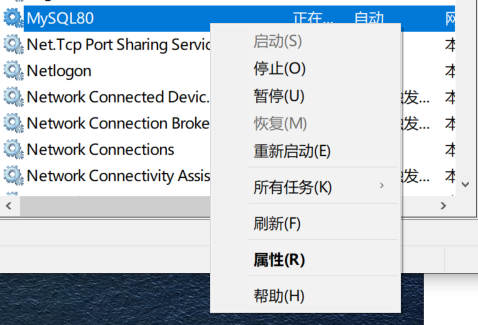 MySQL80 正在... 自动 网
Net.Tcp Port Sharing Servic 本
启动(S)
Netlogon 本
停止(O)
Network Connected Devic... 发... 本
暂停(U)
Network Connection Broke 发... 本
恢复(M)
Network Connections 本
重新启动(E)
Network Connectivity Assis 发... 本
所有任务(K)
刷新(F)
属性(R)
帮助(H)